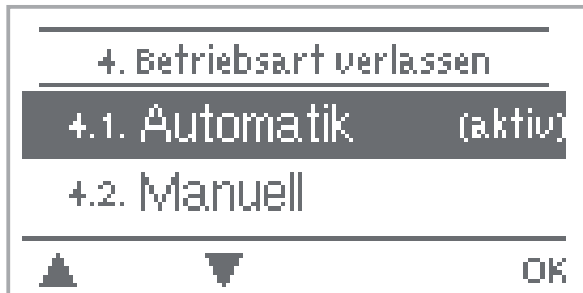 4. Betriebsart verlassen
4.1. Automatik (aktiv)
4.2. Manuell
OK